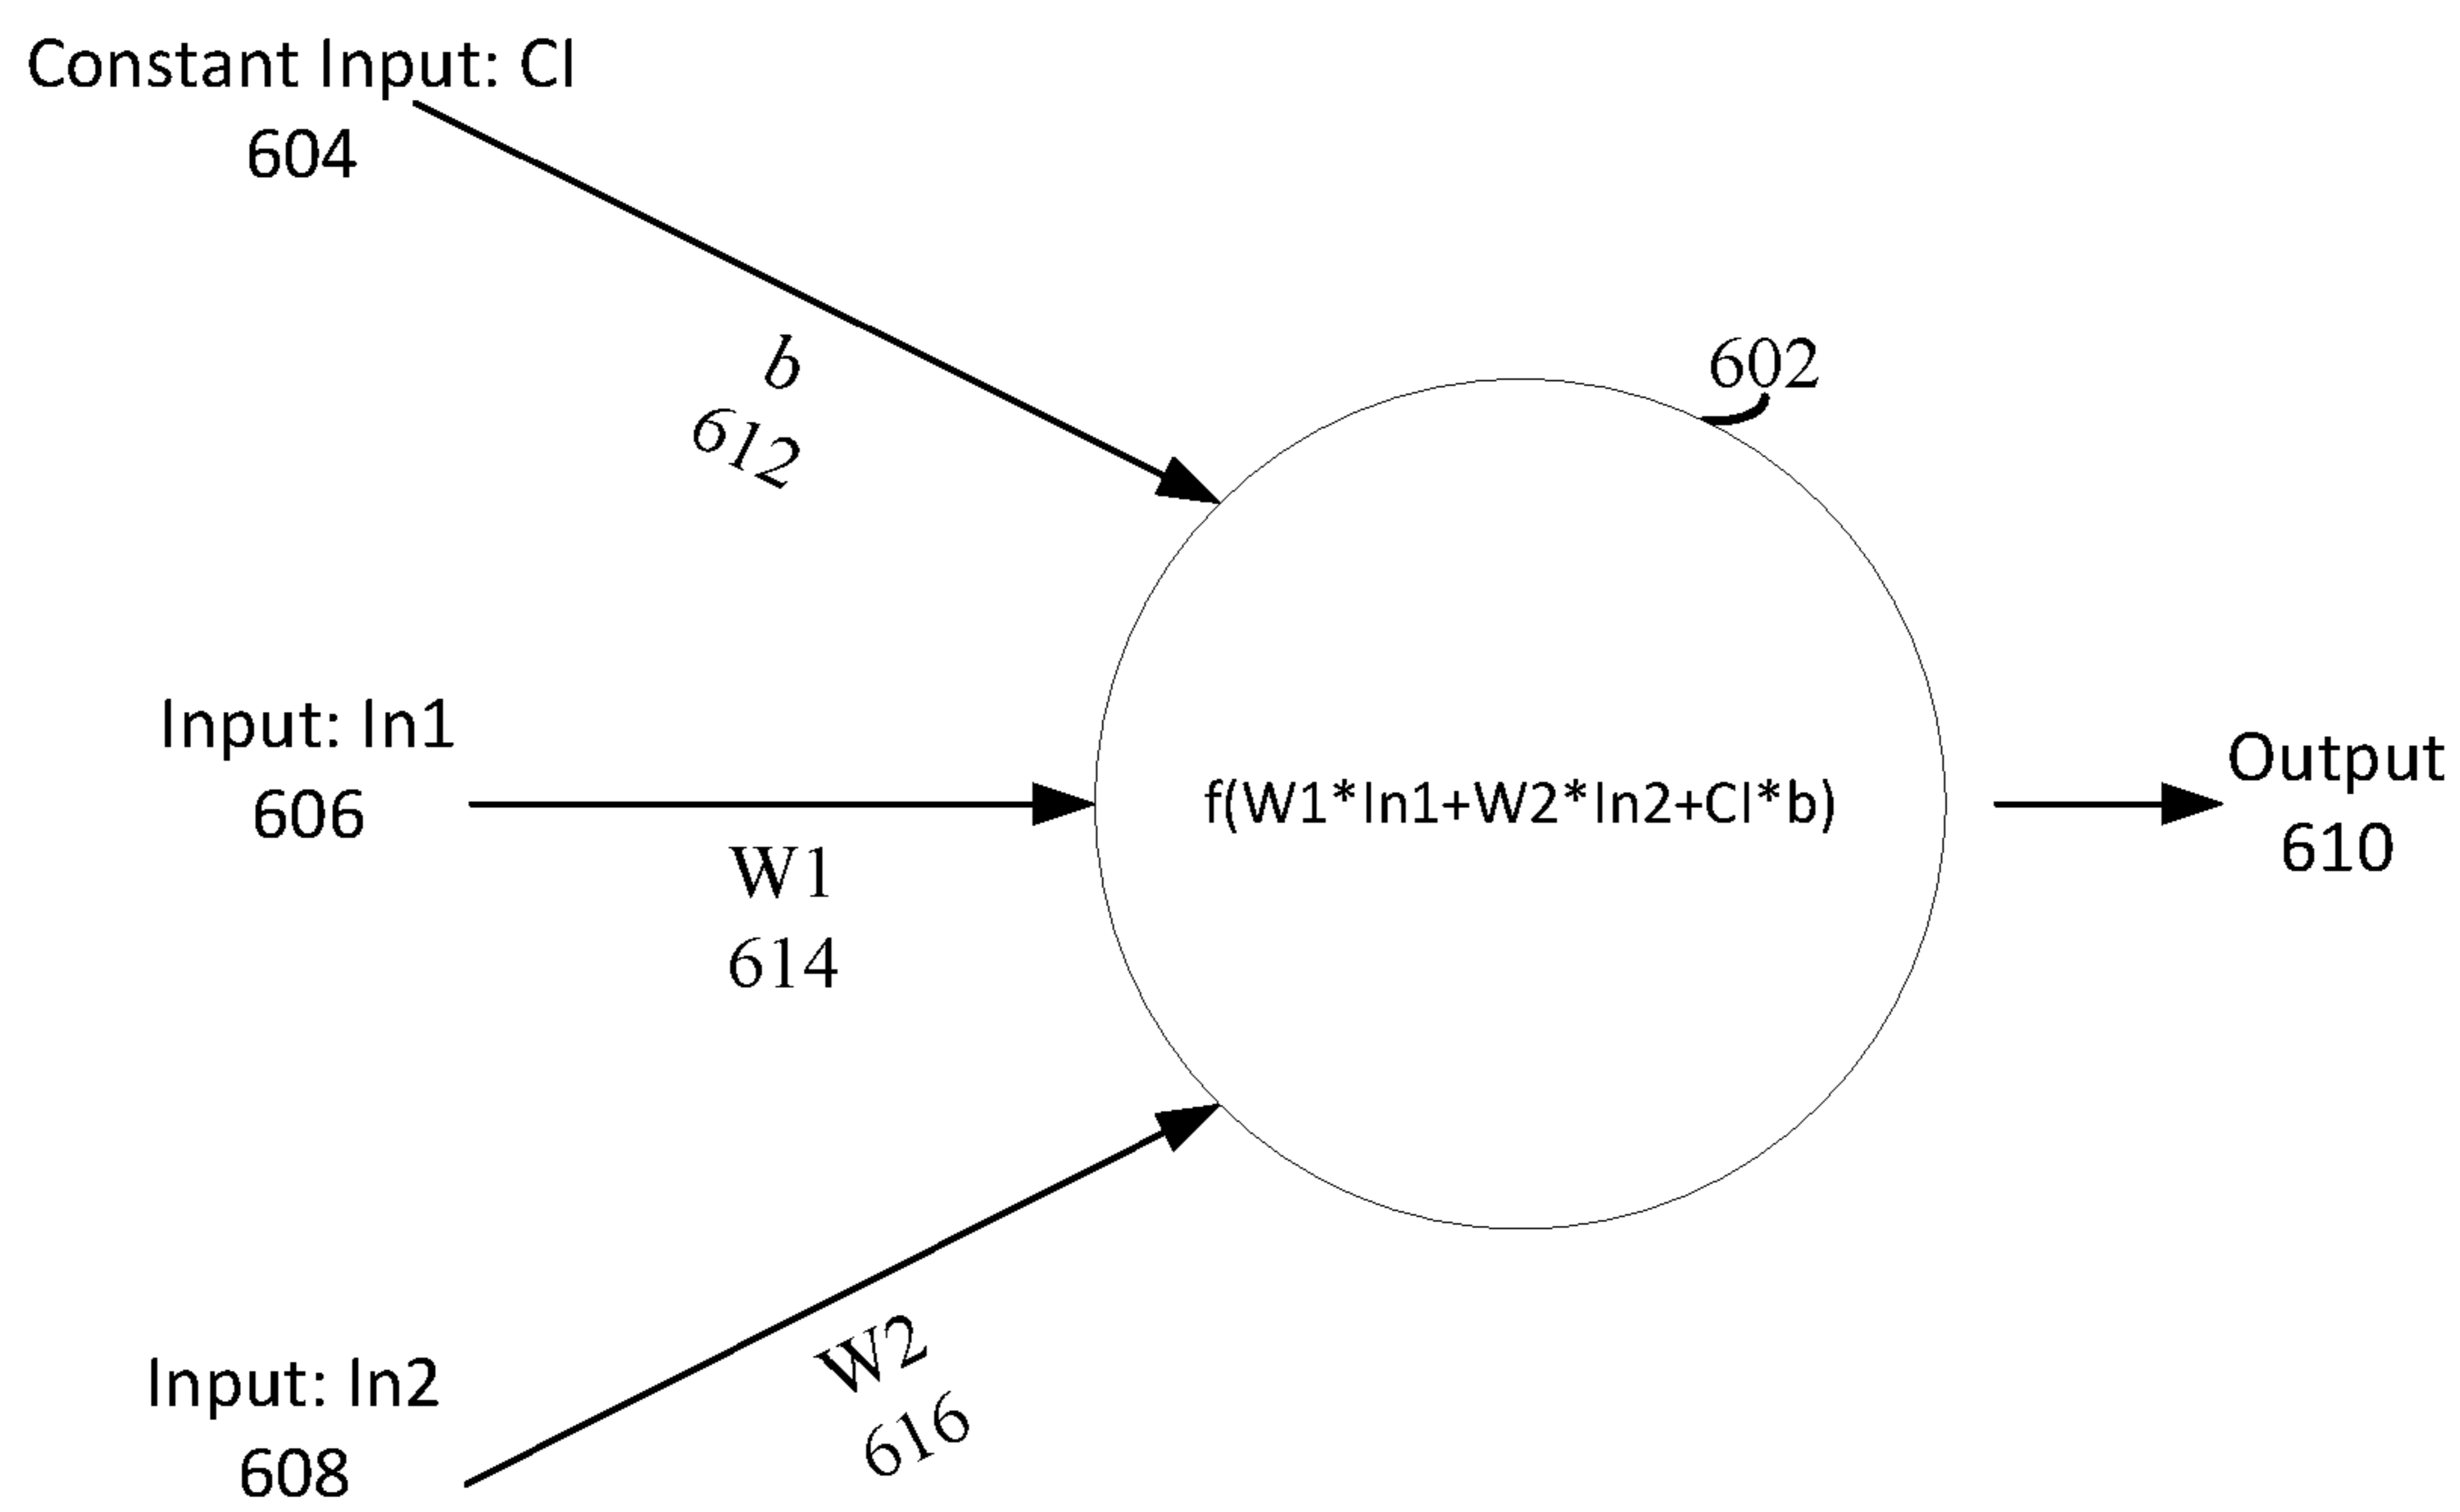 Constant Input: CI
604
b
612
602
Input: In1
606
W1
614
f(W1*In1+W2*In2+CI*b)
Output
610
W2
616
Input: In2
608